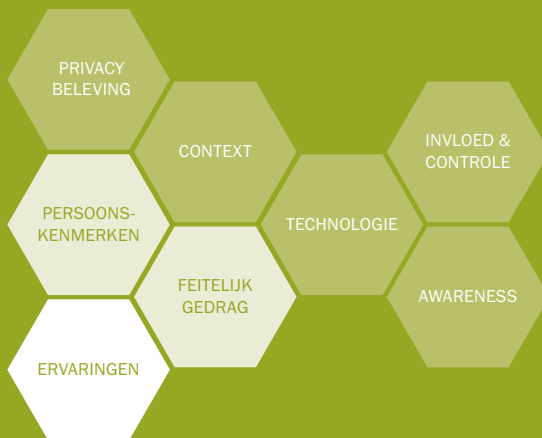 PRIVACY
BELEVING
CONTEXT
INVLOED &
CONTROLE
PERSOONS-
KENMERKEN
TECHNOLOGIE
FEITELIJK
GEDRAG
AWARENESS
ERVARINGEN